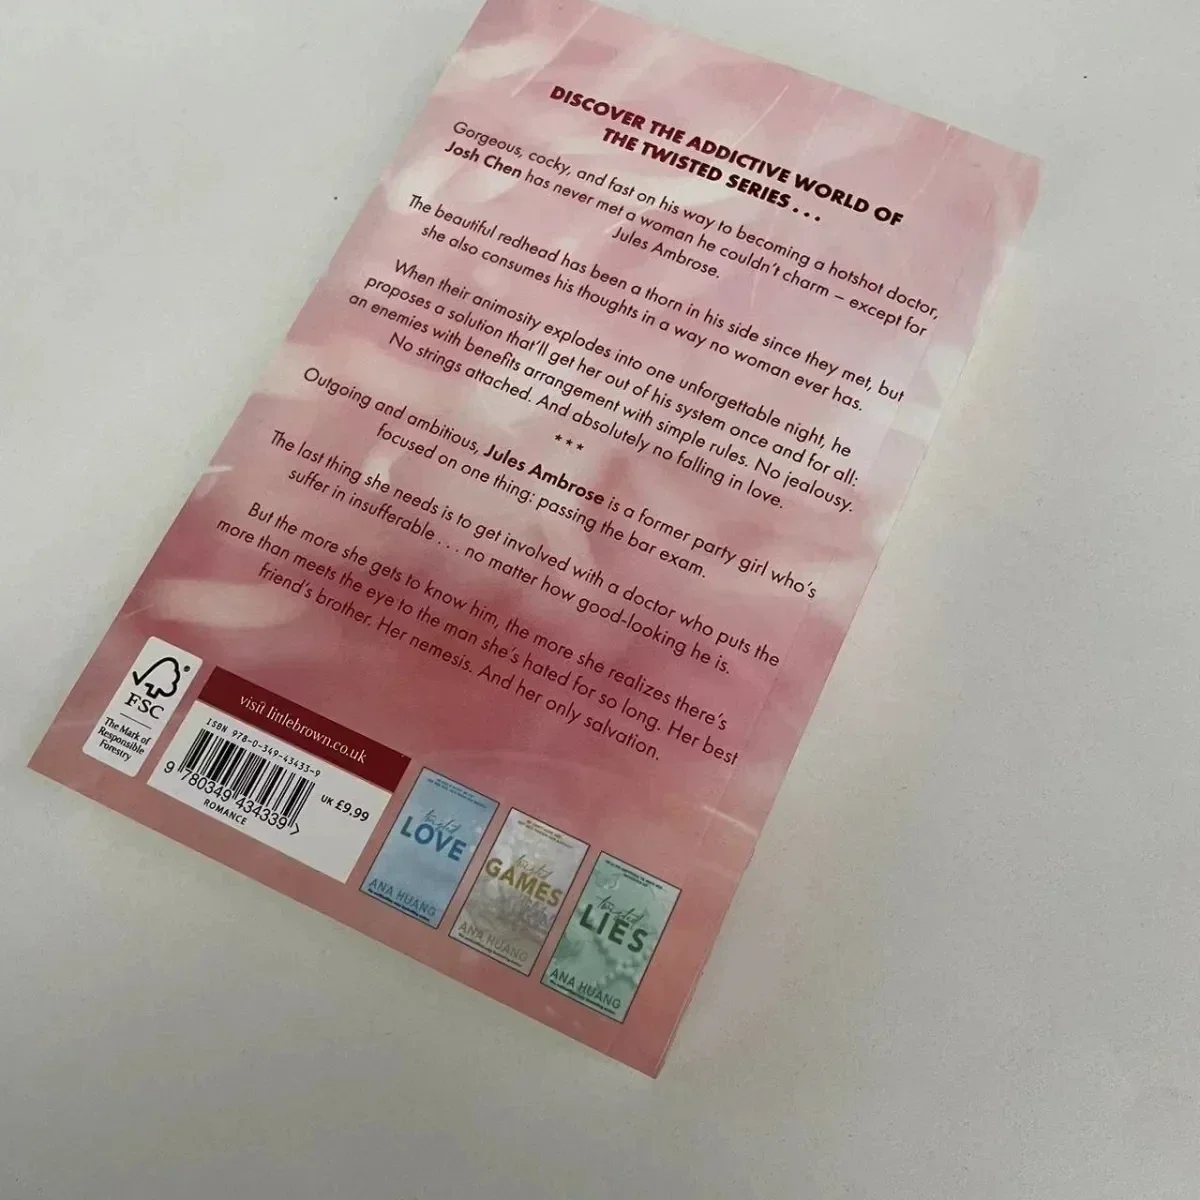 DISCOVER THE ADDICTIVE WORLD OF
THE TWISTED SERIES . . .
Gorgeous, cocky, and fast on his way to becoming a hotshot doctor,
Josh Chen has never met a woman he couldn't charm – except for
Jules Ambrose.
The beautiful redhead has been a thorn in his side since they met, but
she also consumes his thoughts in a way no woman ever has.
When their animosity explodes into one unforgettable night, he
proposes a solution that'll get her out of his system once and for all:
an enemies with benefits arrangement with simple rules. No jealousy.
No strings attached. And absolutely no falling in love.
***
Outgoing and ambitious, Jules Ambrose is a former party girl who's
focused on one thing: passing the bar exam.
The last thing she needs is to get involved with a doctor who puts the
suffer in insufferable . . . no matter how good-looking he is.
But the more she gets to know him, the more she realizes there's
more than meets the eye to the man she's hated for so long. Her best
friend's brother. Her nemesis. And her only salvation.
FSC
The Mark of
Responsible
Forestry
visit littlebrown.co.uk
ISBN 978-0-349-43433-9
9 780349 434339 >
UK £9.99
ROMANCE
twisted
LOVE
ANA HUANG
twisted
GAMES
ANA HUANG
twisted
LIES
ANA HUANG